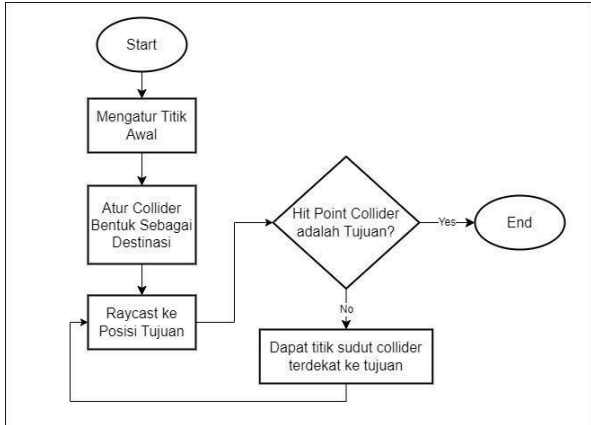 Start
Mengatur Titik
Awal
Atur Collider
Bentuk Sebagai
Destinasi
Raycast ke
Posisi Tujuan
Hit Point Collider
adalah Tujuan?
Yes
End
No
Dapat titik sudut collider
terdekat ke tujuan